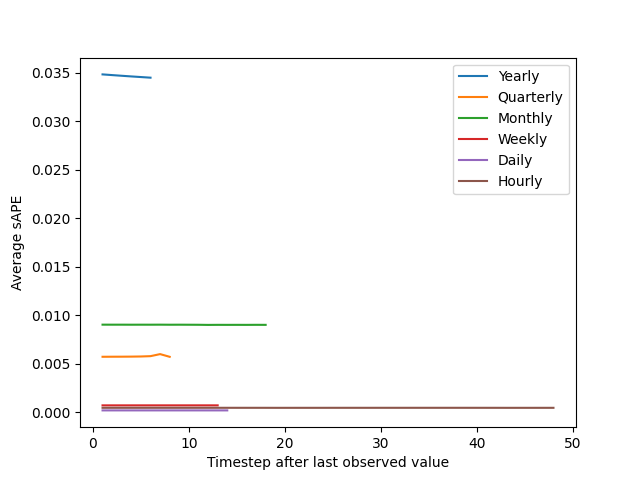 0.035
0.030
0.025
0.020
0.015
0.010
0.005
0.000
Average sAPE
0 10 20 30 40 50
Timestep after last observed value
Yearly
Quarterly
Monthly
Weekly
Daily
Hourly